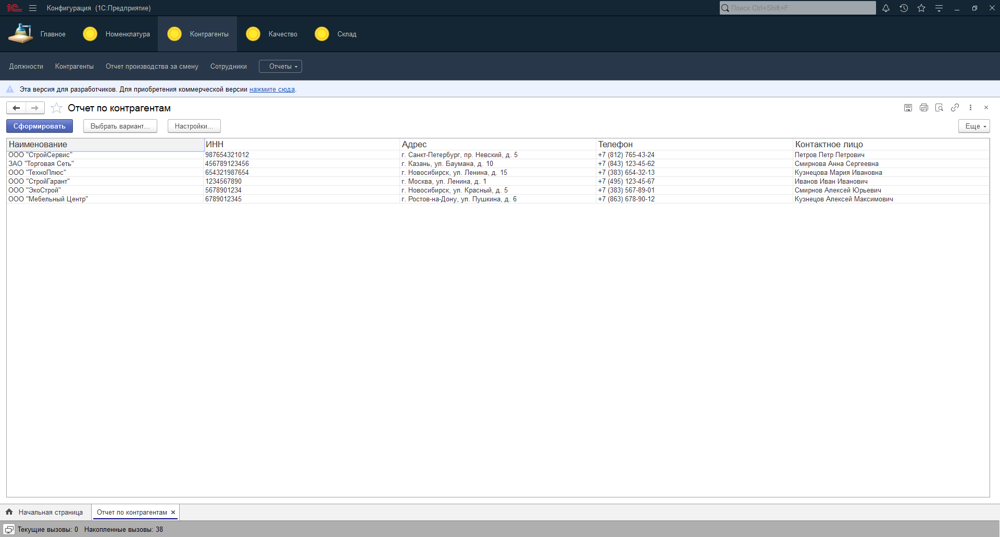 1С Конфигурация (1С:Предприятие) Поиск Ctrl+Shift+F
Главное Номенклатура Контрагенты Качество Склад
Должности Контрагенты Отчет производства за смену Сотрудники Отчеты
Эта версия для разработчиков. Для приобретения коммерческой версии нажмите сюда.
Отчет по контрагентам
Сформировать Выбрать вариант... Настройки... Еще
Наименование ИНН Адрес Телефон Контактное лицо
ООО "СтройСервис" 987654321012 г. Санкт-Петербург, пр. Невский, д. 5 +7 (812) 765-43-24 Петров Петр Петрович
ЗАО "Торговая Сеть" 456789123456 г. Казань, ул. Баумана, д. 10 +7 (843) 123-45-62 Смирнова Анна Сергеевна
ООО "ТехноПлюс" 654321987654 г. Новосибирск, ул. Ленина, д. 15 +7 (383) 654-32-13 Кузнецова Мария Ивановна
ООО "СтройГарант" 1234567890 г. Москва, ул. Ленина, д. 1 +7 (495) 123-45-67 Иванов Иван Иванович
ООО "ЭкоСтрой" 5678901234 г. Новосибирск, ул. Красный, д. 5 +7 (383) 567-89-01 Смирнов Алексей Юрьевич
ООО "Мебельный Центр" 6789012345 г. Ростов-на-Дону, ул. Пушкина, д. 6 +7 (863) 678-90-12 Кузнецов Алексей Максимович
Начальная страница Отчет по контрагентам
Текущие вызовы: 0 Накопленные вызовы: 38